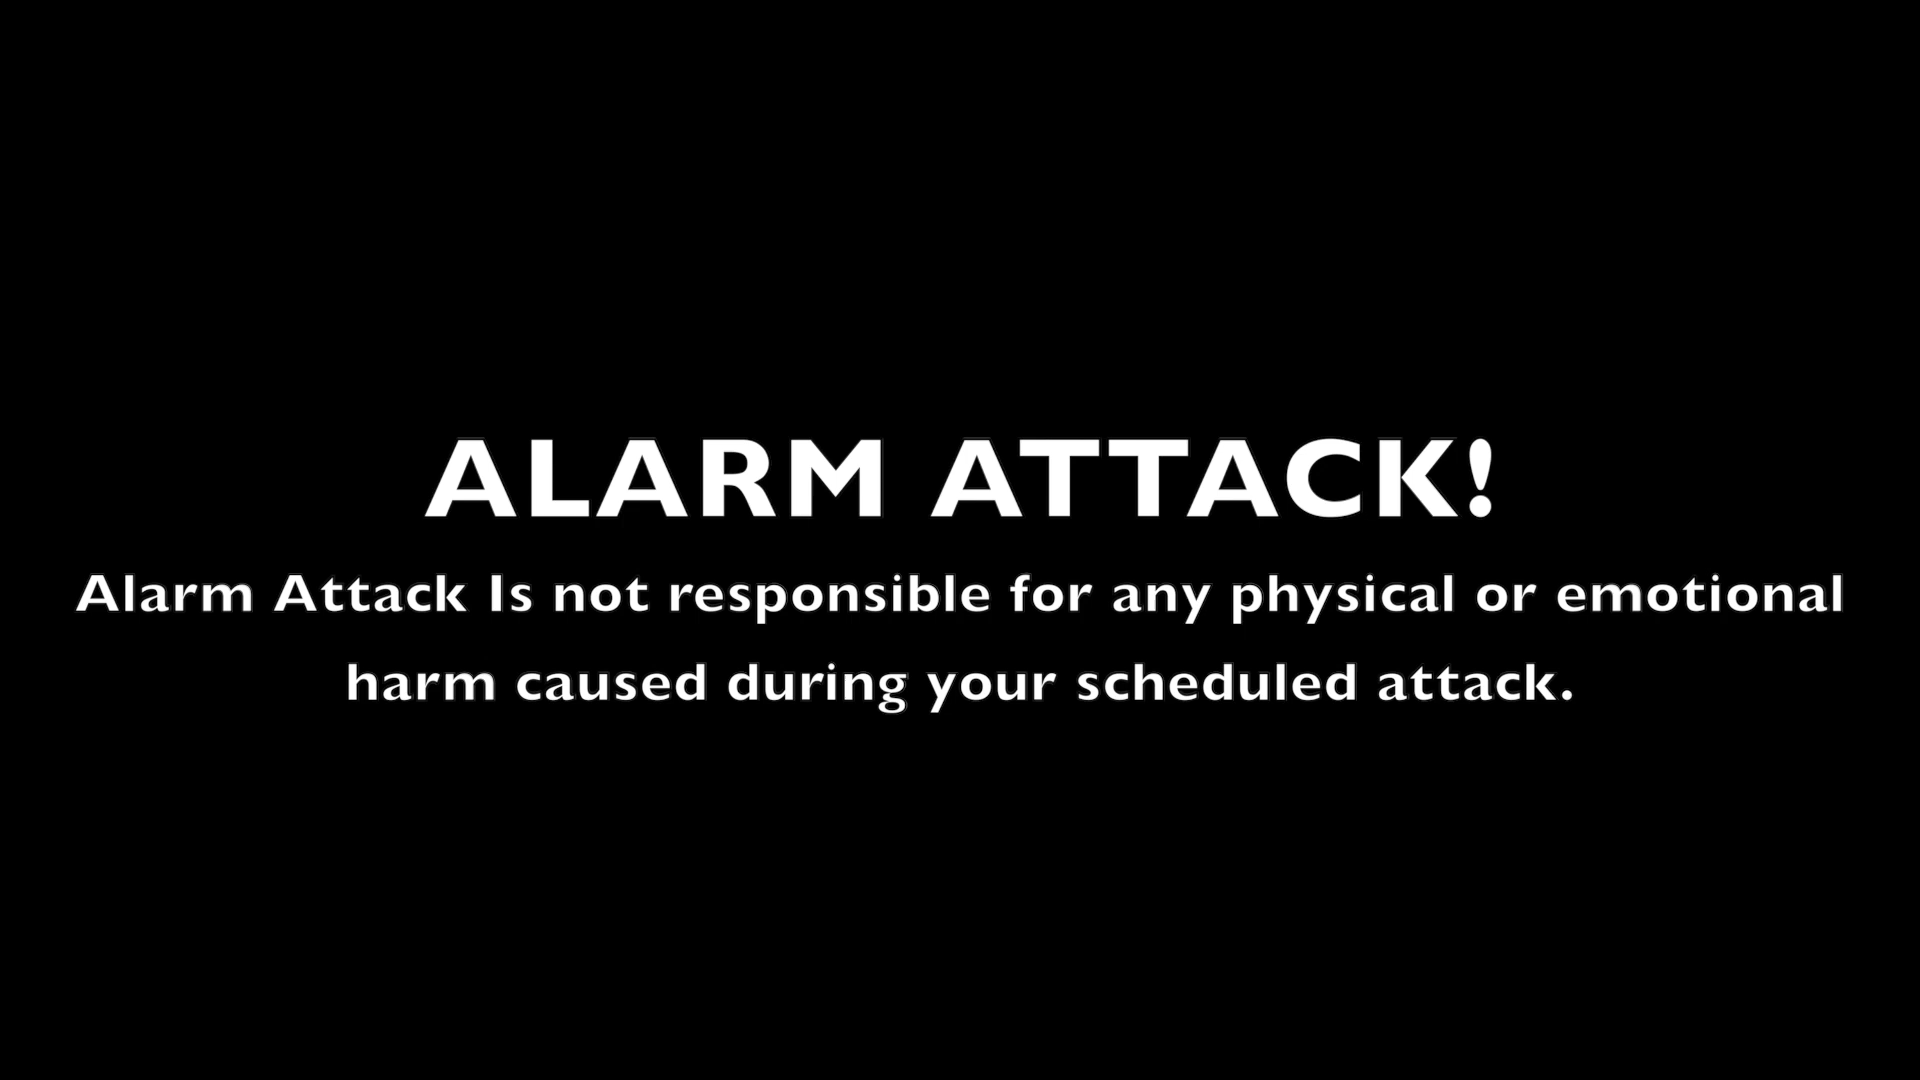 ALARM ATTACK!
Alarm Attack Is not responsible for any physical or emotional
harm caused during your scheduled attack.